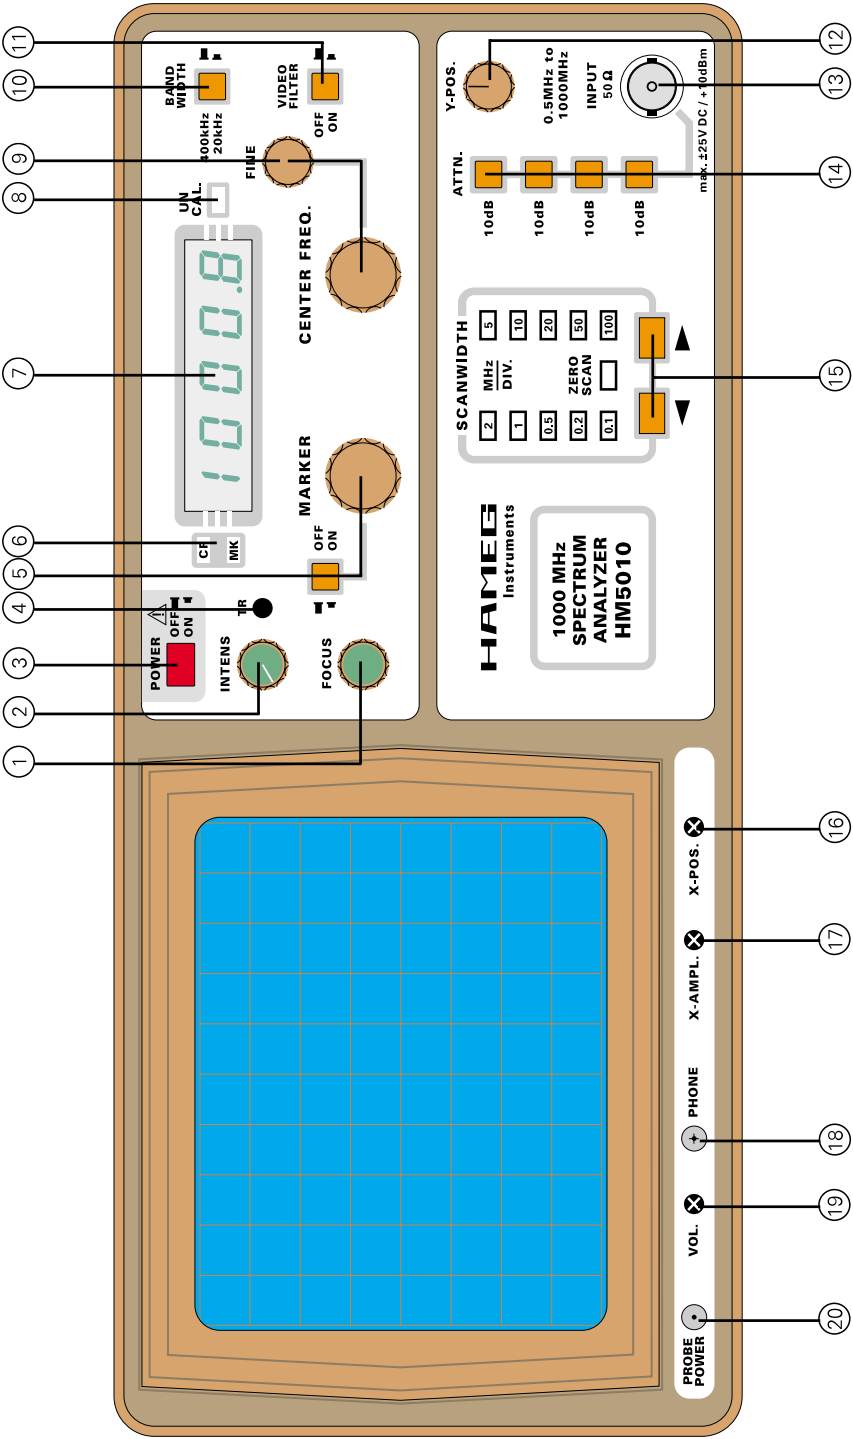 1
2
3
4
5
6
7
8
9
10
11
POWER
OFF
ON
INTENS
TR
FOCUS
CF
MK
1000.8
UN
CAL.
BAND
WIDTH
400kHz
20kHz
VIDEO
FILTER
OFF
ON
FINE
CENTER FREQ.
MARKER
OFF
ON
HAMEG
Instruments
1000 MHz
SPECTRUM
ANALYZER
HM5010
SCANWIDTH
2
5
1
MHz
DIV.
10
0.5
20
0.2
50
0.1
ZERO
SCAN
100
ATTN.
10dB
10dB
10dB
10dB
Y-POS.
0.5MHz to
1000MHz
INPUT
50Ω
max. ±25V DC / +10dBm
PROBE
POWER
VOL.
PHONE
X-AMPL.
X-POS.
20
19
18
17
16
15
14
13
12